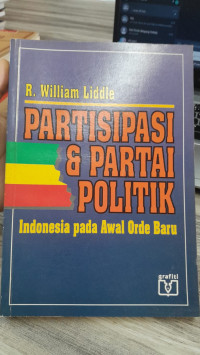 R. William Liddle
PARTISIPASI
& PARTAI
POLITIK
Indonesia pada Awal Orde Baru
grafiti